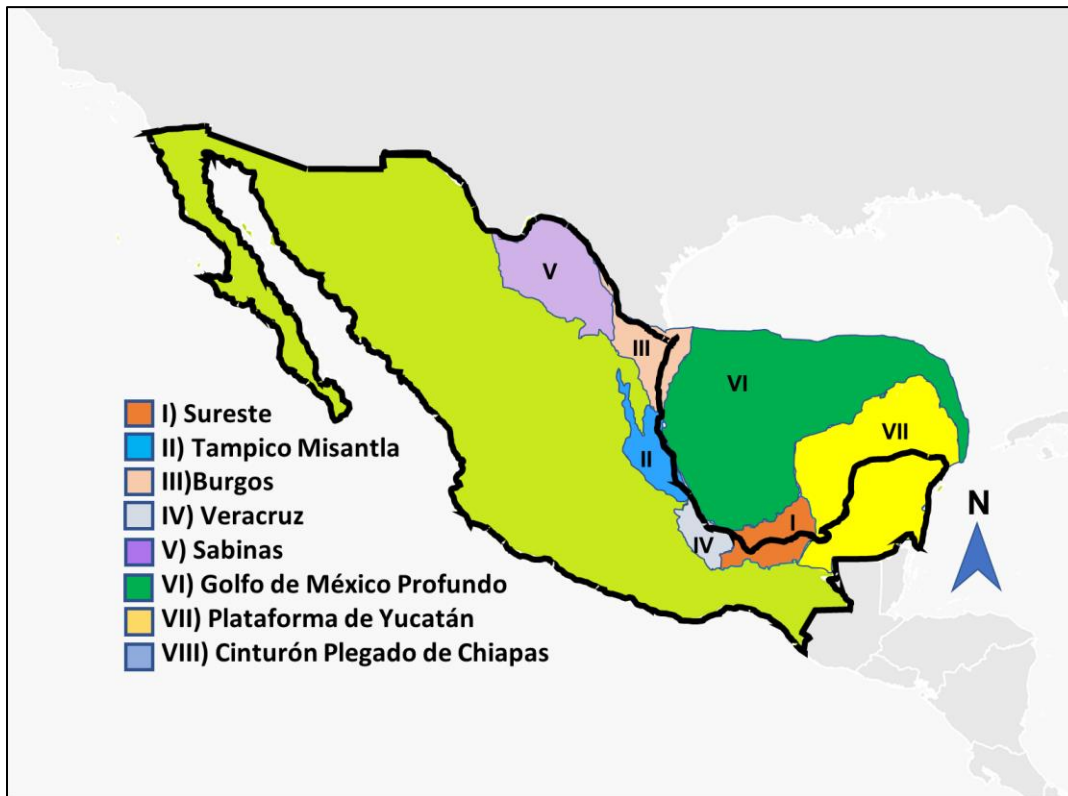 V
III
VI
VII
II
I
IV
N
I) Sureste
II) Tampico Misantla
III)Burgos
IV) Veracruz
V) Sabinas
VI) Golfo de México Profundo
VII) Plataforma de Yucatán
VIII) Cinturón Plegado de Chiapas